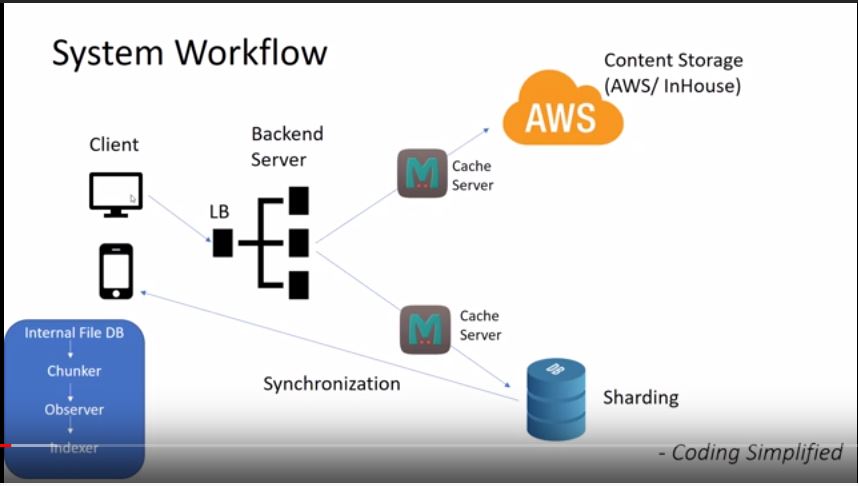 System Workflow
Content Storage
(AWS/ InHouse)
AWS
Client
Backend
Server
Cache
Server
LB
Cache
Server
Internal File DB
Chunker
Observer
Indexer
Synchronization
DB
Sharding
- Coding Simplified